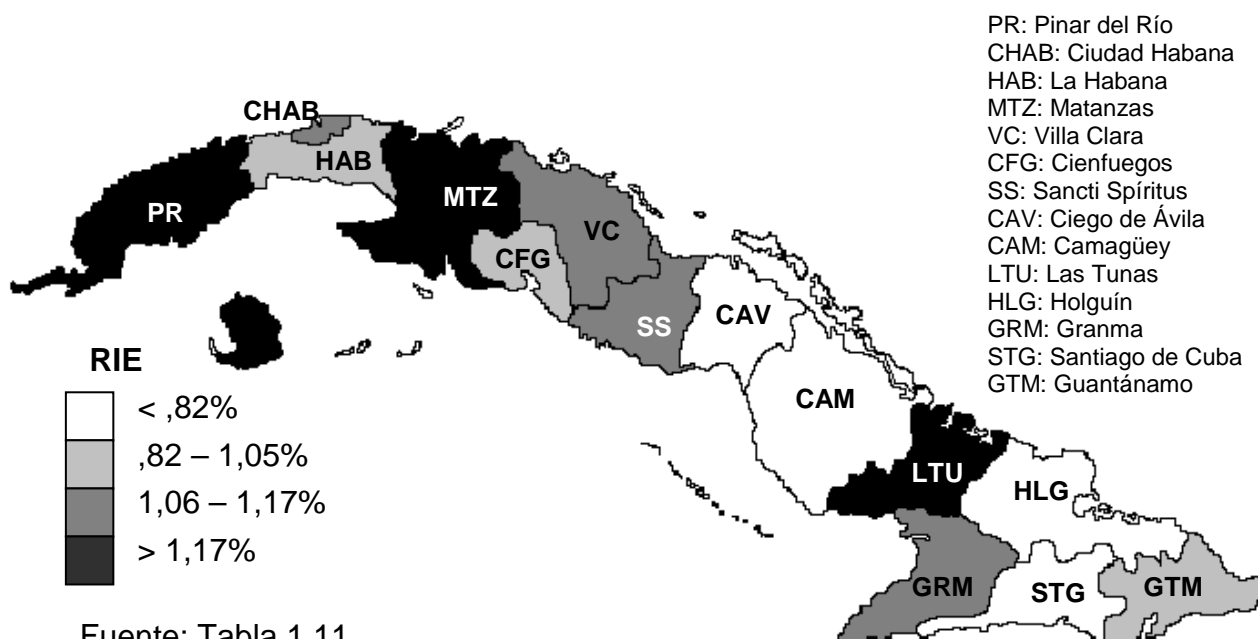 PR: Pinar del Río
CHAB: Ciudad Habana
HAB: La Habana
MTZ: Matanzas
VC: Villa Clara
CFG: Cienfuegos
SS: Sancti Spíritus
CAV: Ciego de Ávila
CAM: Camagüey
LTU: Las Tunas
HLG: Holguín
GRM: Granma
STG: Santiago de Cuba
GTM: Guantánamo
CHAB
HAB
PR
MTZ
VC
CFG
SS
CAV
CAM
LTU
HLG
GRM
STG
GTM
RIE
< ,82%
,82 – 1,05%
1,06 – 1,17%
> 1,17%
Fuente: Tabla 1.11